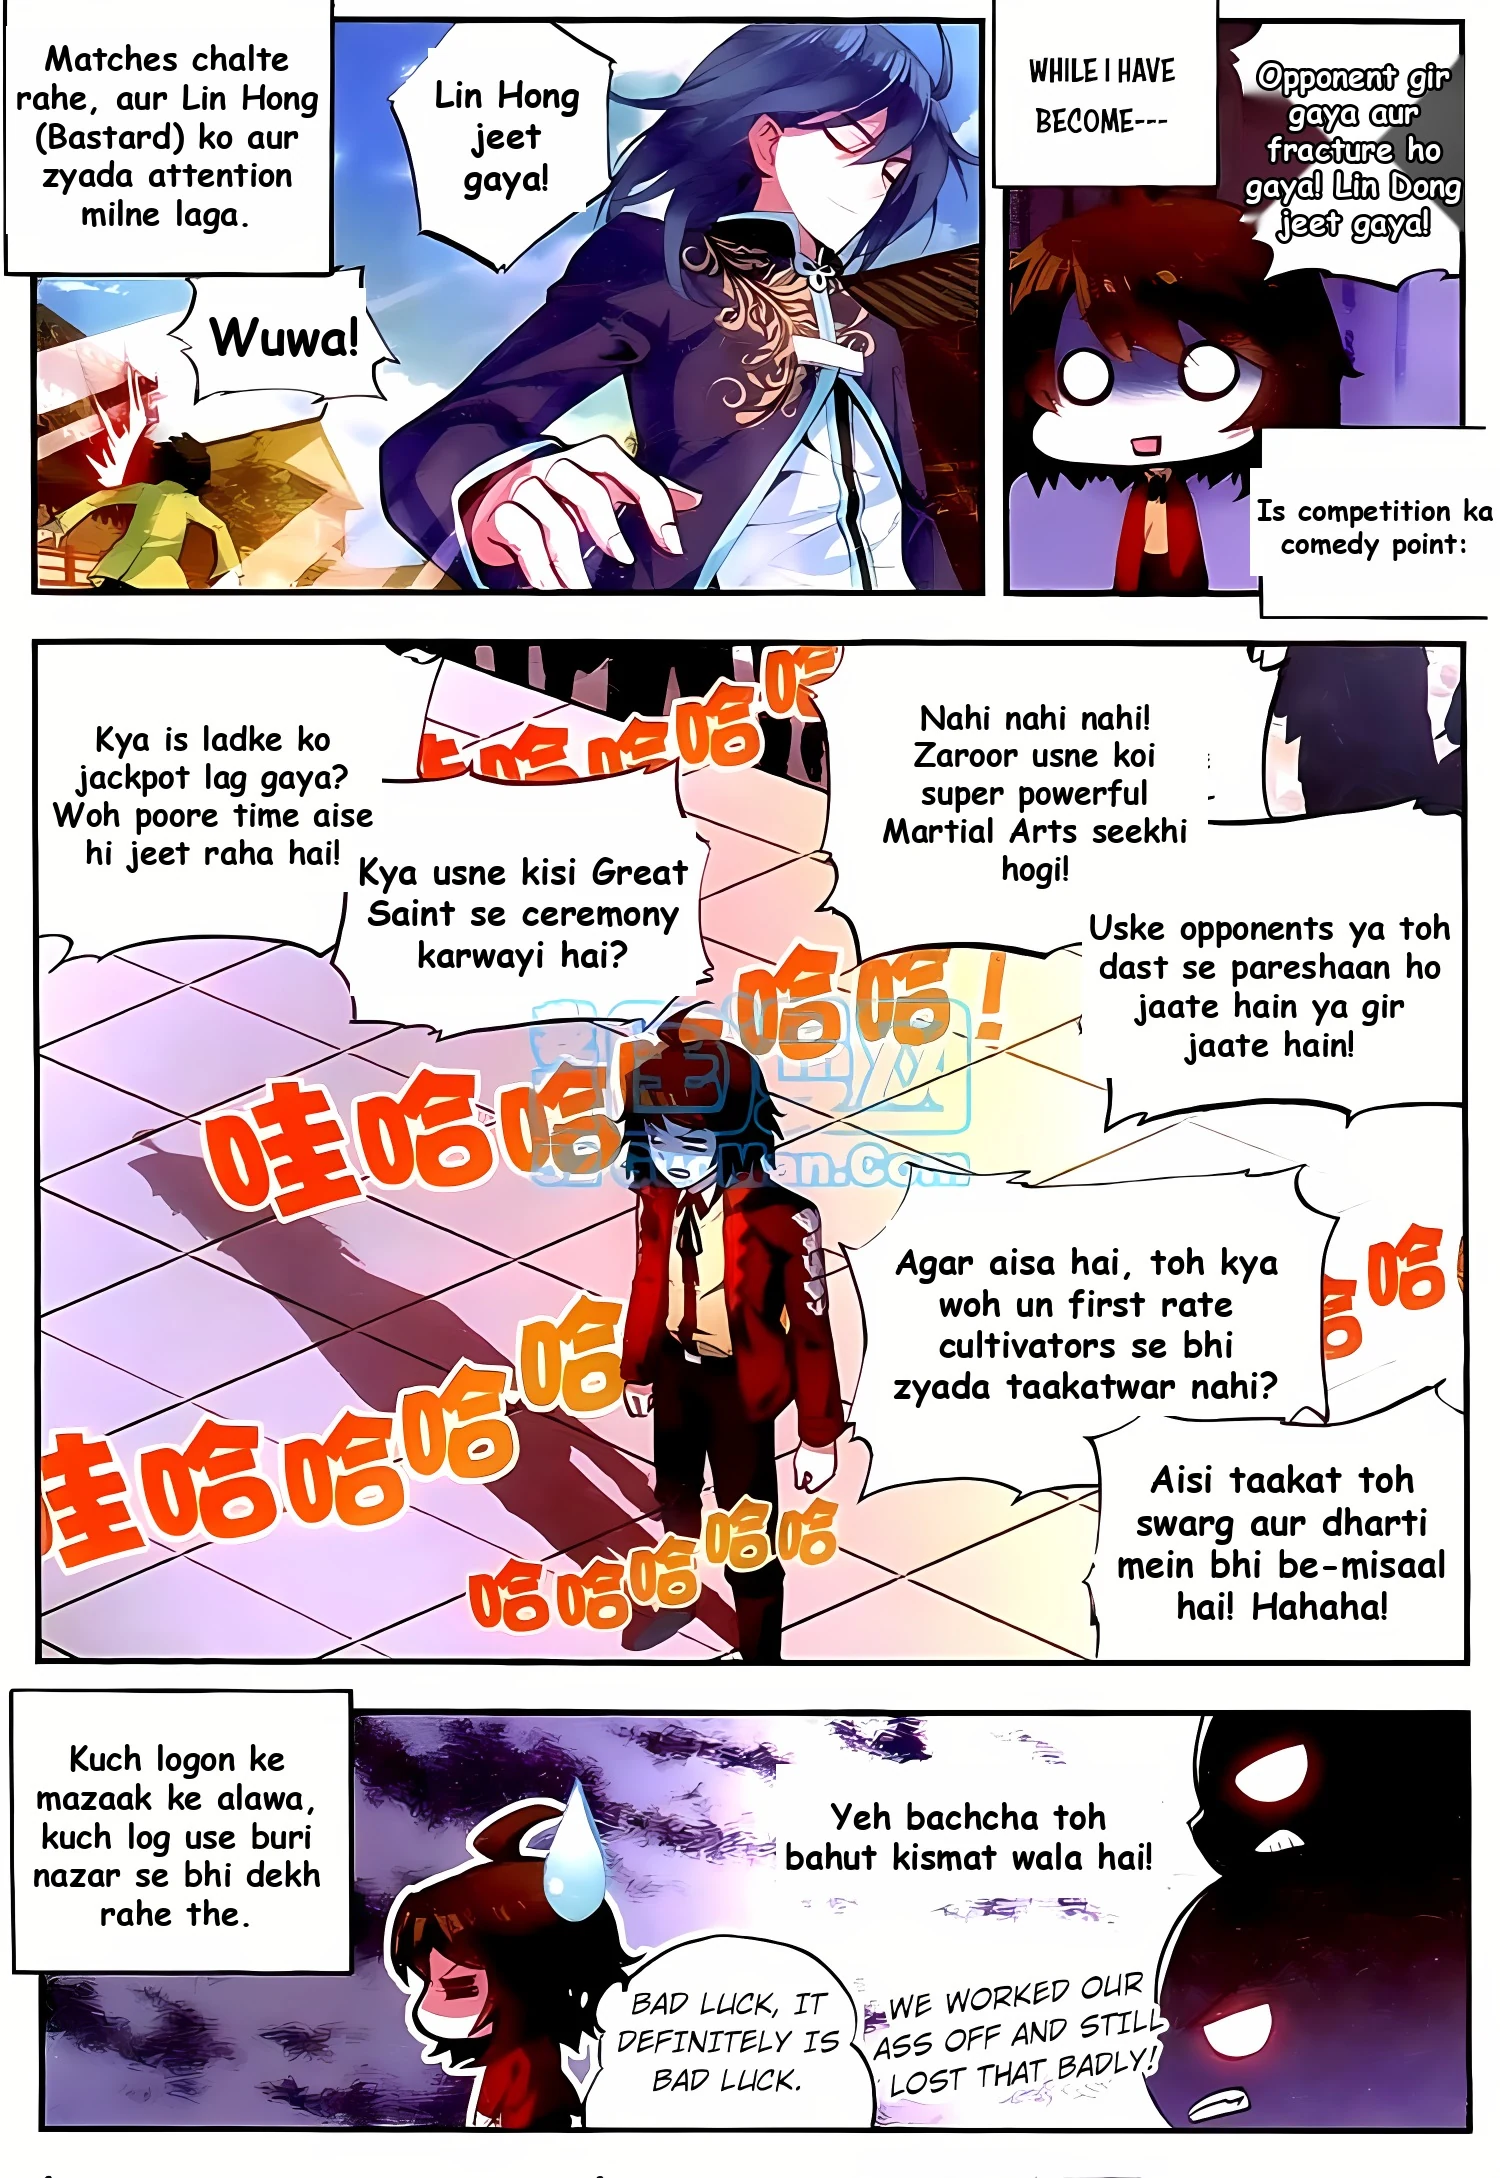 Matches chalte
rahe, aur Lin Hong
(Bastard) ko aur
zyada attention
milne laga.
Lin Hong
jeet
gaya!
Wuwa!
WHILE I HAVE
BECOME---
Opponent gir
gaya aur
fracture ho
gaya! Lin Dong
jeet gaya!
Is competition ka
comedy point:
Kya is ladke ko
jackpot lag gaya?
Woh poore time aise
hi jeet raha hai!
哈哈哈哈
Kya usne kisi Great
Saint se ceremony
karwayi hai?
Nahi nahi nahi!
Zaroor usne koi
super powerful
Martial Arts seekhi
hogi!
Uske opponents ya toh
dast se pareshaan ho
jaate hain ya gir
jaate hain!
哇哈哈
哈哈!
GuoMan.Com
Agar aisa hai, toh kya
woh un first rate
cultivators se bhi
zyada taakatwar nahi?
哈哈
哇哈哈哈哈
哈哈哈哈哈
Aisi taakat toh
swarg aur dharti
mein bhi be-misaal
hai! Hahaha!
Kuch logon ke
mazaak ke alawa,
kuch log use buri
nazar se bhi dekh
rahe the.
Yeh bachcha toh
bahut kismat wala hai!
BAD LUCK, IT
DEFINITELY IS
BAD LUCK.
WE WORKED OUR
ASS OFF AND STILL
LOST THAT BADLY!